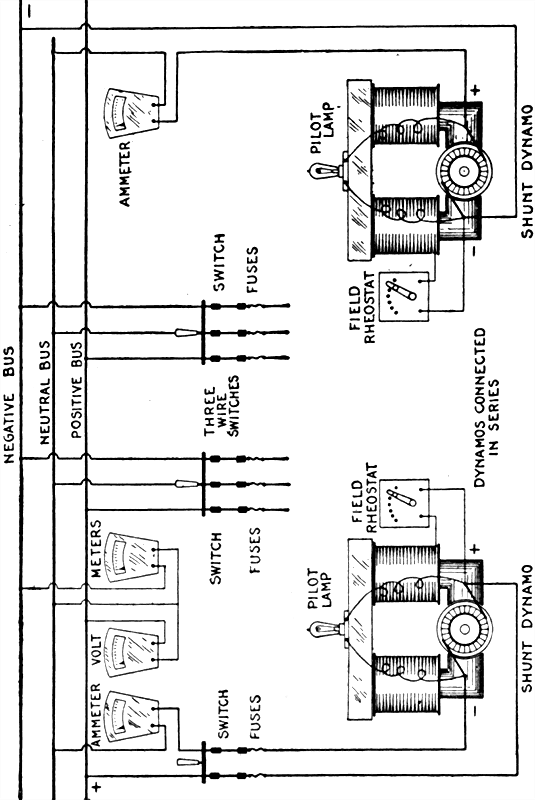 −
+
AMMETER
PILOT
LAMP
SHUNT DYNAMO
−
SWITCH
FUSES
FIELD
RHEOSTAT
NEGATIVE BUS
NEUTRAL BUS
POSITIVE BUS
THREE
WIRE
SWITCHES
DYNAMOS CONNECTED
IN SERIES
FIELD
RHEOSTAT
METERS
VOLT
SWITCH
FUSES
PILOT
LAMP
+
SHUNT DYNAMO
−
AMMETER
SWITCH
FUSES
+